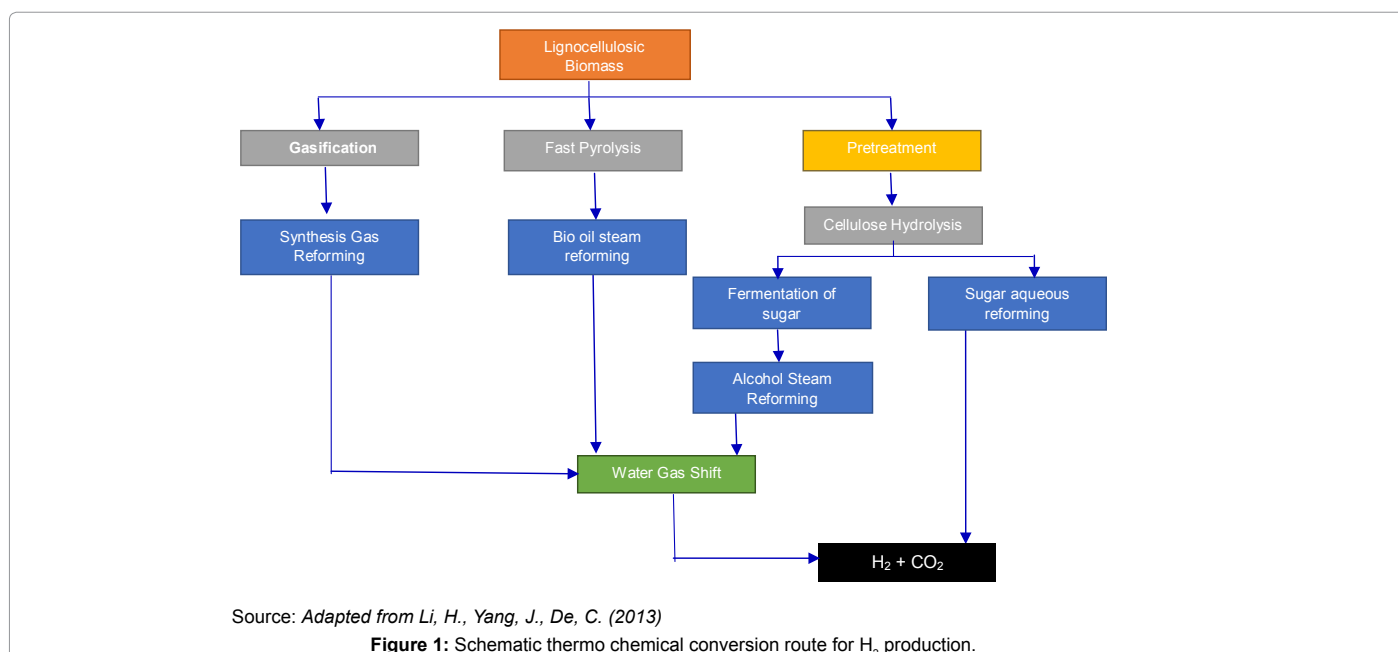 Lignocellulosic
Biomass
Gasification
Fast Pyrolysis
Pretreatment
Cellulose Hydrolysis
Synthesis Gas
Reforming
Bio oil steam
reforming
Fermentation of
sugar
Sugar aqueous
reforming
Alcohol Steam
Reforming
Water Gas Shift
H₂ + CO₂
Source: Adapted from Li, H., Yang, J., De, C. (2013)
Figure 1: Schematic thermo chemical conversion route for H₂ production.